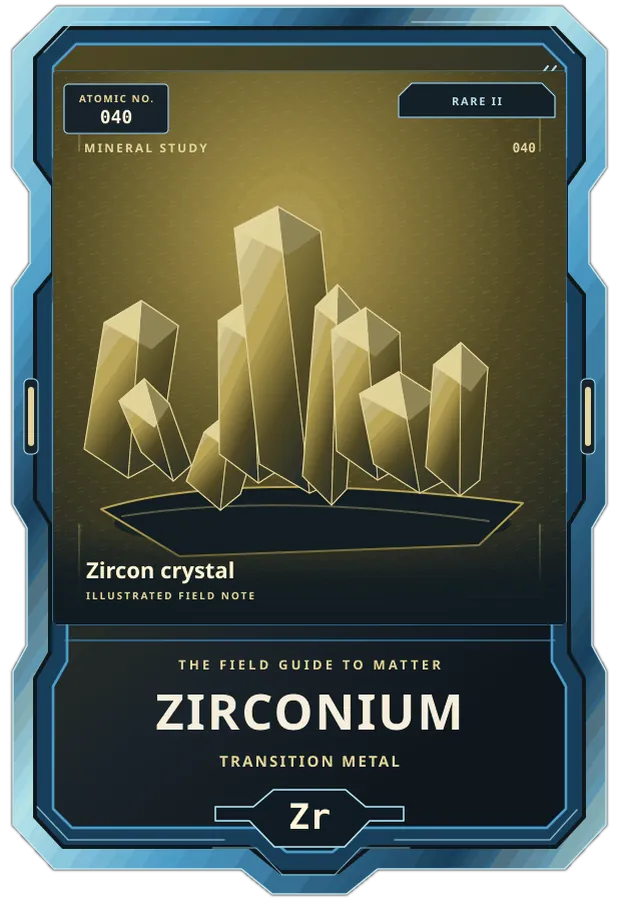 ATOMIC NO.
040
RARE II
MINERAL STUDY
040
Zircon crystal
ILLUSTRATED FIELD NOTE
THE FIELD GUIDE TO MATTER
ZIRCONIUM
TRANSITION METAL
Zr